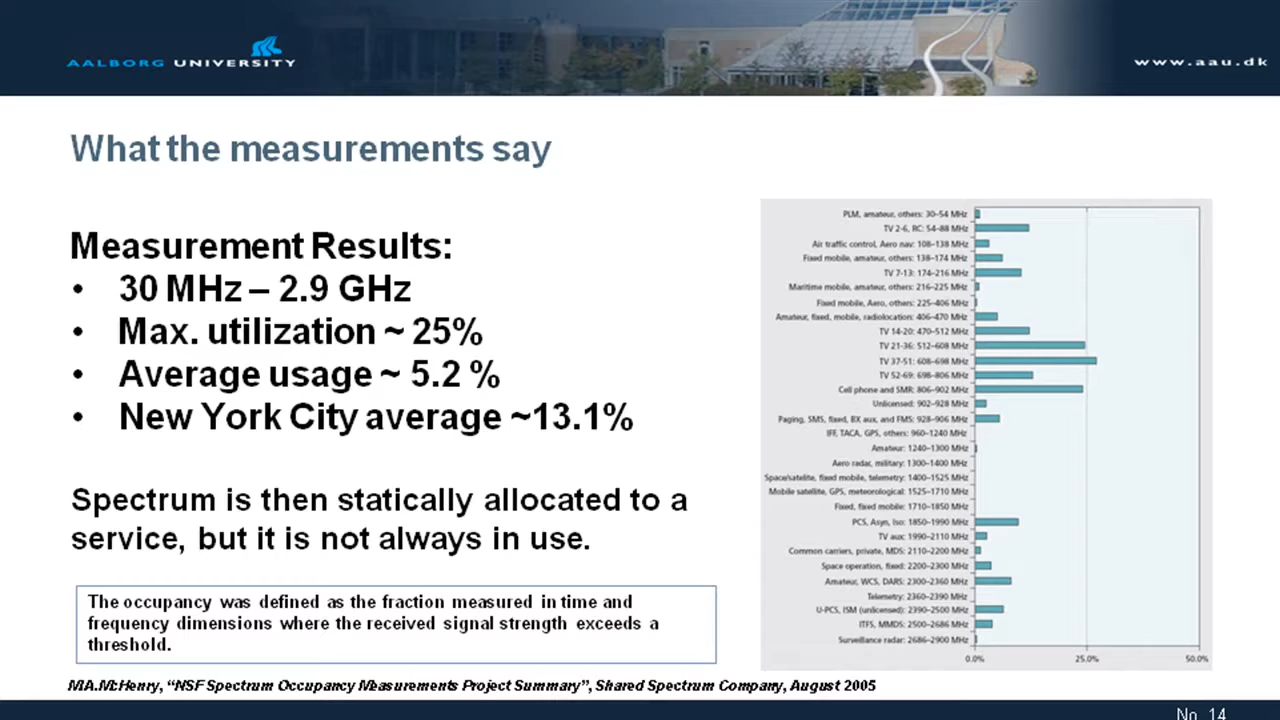 AALBORG UNIVERSITY
www.aau.dk
What the measurements say
Measurement Results:
• 30 MHz – 2.9 GHz
• Max. utilization ~ 25%
• Average usage ~ 5.2 %
• New York City average ~13.1%
Spectrum is then statically allocated to a
service, but it is not always in use.
The occupancy was defined as the fraction measured in time and
frequency dimensions where the received signal strength exceeds a
threshold.
M.A.McHenry, “NSF Spectrum Occupancy Measurements Project Summary”, Shared Spectrum Company, August 2005
PLM, amateur, others: 30–54 MHz
TV 2-6, RC: 54–88 MHz
Air traffic control, Aero nav: 108–138 MHz
Fixed mobile, amateur, others: 138–174 MHz
TV 7-13: 174–216 MHz
Maritime mobile, amateur, others: 216–225 MHz
Fixed mobile, Aero, others: 225–406 MHz
Amateur, fixed, mobile, radiolocation: 406–470 MHz
TV 14-20: 470–512 MHz
TV 21-36: 512–608 MHz
TV 37-51: 608–698 MHz
TV 52-69: 698–806 MHz
Cell phone and SMR: 806–902 MHz
Unlicensed: 902–928 MHz
Paging, SMS, fixed, BX aux, and FMS: 928–906 MHz
IFF, TACA, GPS, others: 960–1240 MHz
Amateur: 1240–1300 MHz
Aero radar, military: 1300–1400 MHz
Space/satelite, fixed mobile, telemetry: 1400–1525 MHz
Mobile satellite, GPS, meteorological: 1525–1710 MHz
Fixed, fixed mobile: 1710–1850 MHz
PCS, Asyn, Iso: 1850–1990 MHz
TV aux: 1990–2110 MHz
Common carriers, private, MDS: 2110–2200 MHz
Space operation, fixed: 2200–2300 MHz
Amateur, WCS, DARS: 2300–2360 MHz
Telemetry: 2360–2390 MHz
U-PCS, ISM (unlicensed): 2390–2500 MHz
ITFS, MMDS: 2500–2686 MHz
Surveillance radar: 2686–2900 MHz
0.0% 25.0% 50.0%
No. 14